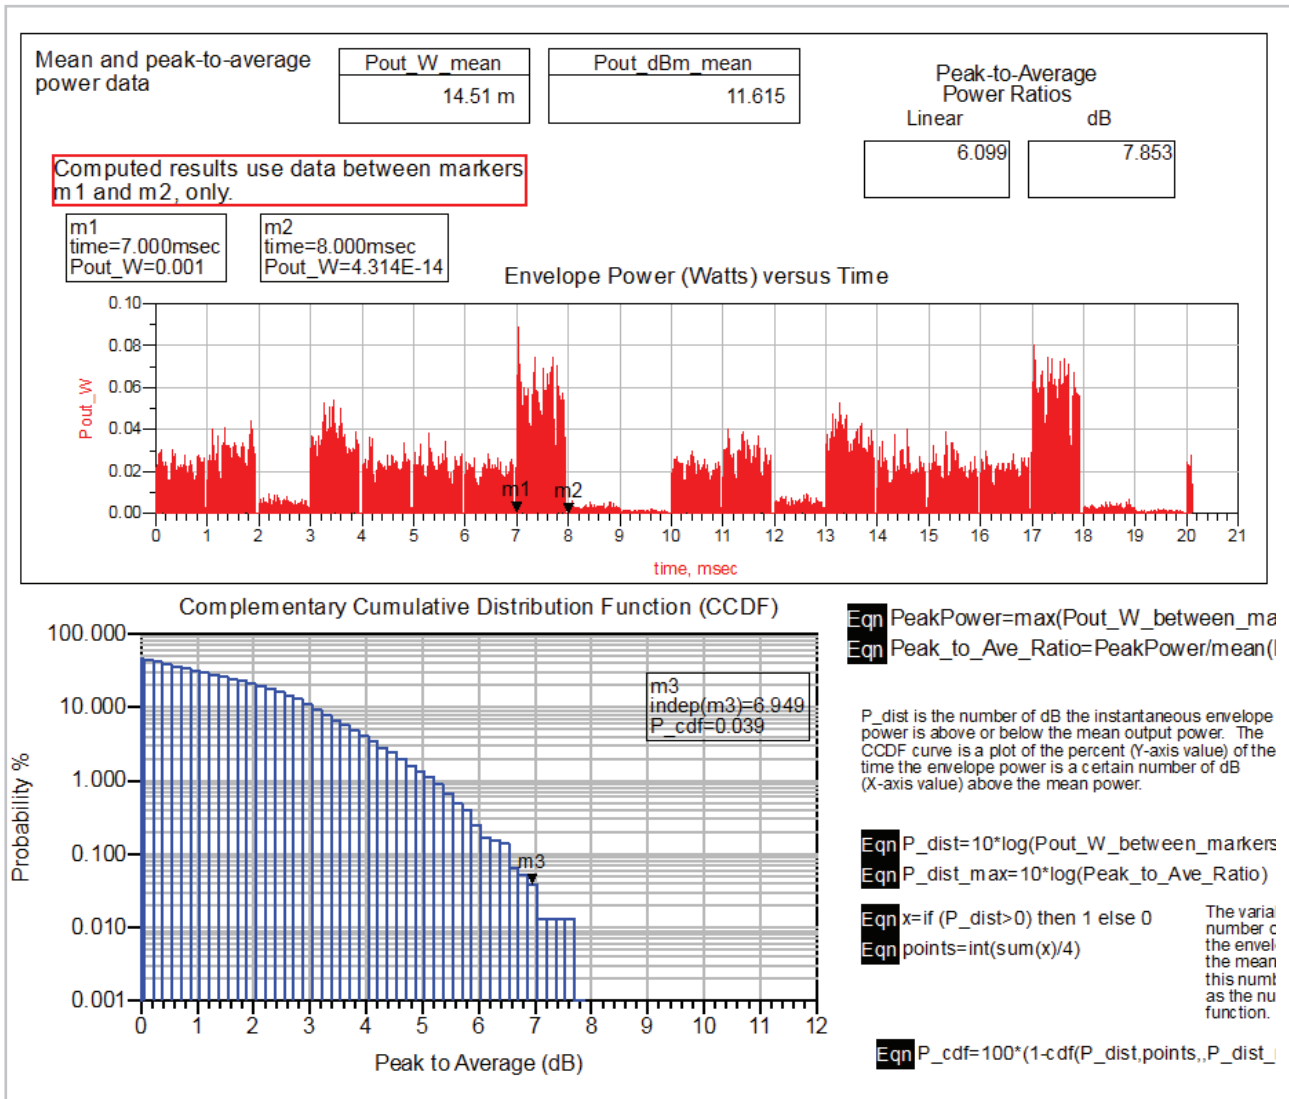 Mean and peak-to-average
power data
Pout_W_mean
14.51 m
Pout_dBm_mean
11.615
Peak-to-Average
Power Ratios
Linear
dB
6.099
7.853
Computed results use data between markers
m1 and m2, only.
m1
time=7.000msec
Pout_W=0.001
m2
time=8.000msec
Pout_W=4.314E-14
Envelope Power (Watts) versus Time
0.10
0.08
0.06
0.04
0.02
0.00
Pout_W
m1
m2
0 1 2 3 4 5 6 7 8 9 10 11 12 13 14 15 16 17 18 19 20 21
time, msec
Complementary Cumulative Distribution Function (CCDF)
100.000
10.000
1.000
0.100
0.010
0.001
Probability %
m3
indep(m3)=6.949
P_cdf=0.039
m3
0 1 2 3 4 5 6 7 8 9 10 11 12
Peak to Average (dB)
Eqn PeakPower=max(Pout_W_between_ma
Eqn Peak_to_Ave_Ratio=PeakPower/mean(
P_dist is the number of dB the instantaneous envelope
power is above or below the mean output power. The
CCDF curve is a plot of the percent (Y-axis value) of the
time the envelope power is a certain number of dB
(X-axis value) above the mean power.
Eqn P_dist=10*log(Pout_W_between_markers
Eqn P_dist_max=10*log(Peak_to_Ave_Ratio)
Eqn x=if (P_dist>0) then 1 else 0
Eqn points=int(sum(x)/4)
The varia
number o
the envel
the mean
this numb
as the nu
function.
Eqn P_cdf=100*(1-cdf(P_dist,points,,P_dist_